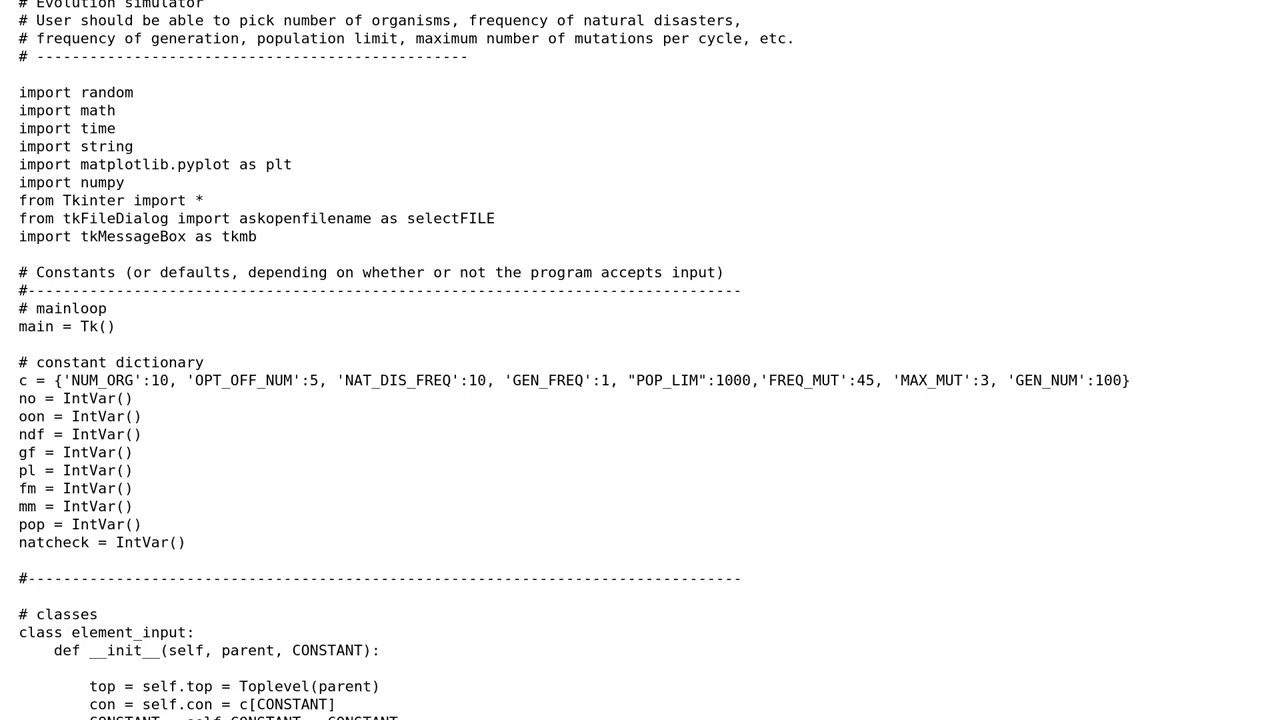 # Evolution simulator
# User should be able to pick number of organisms, frequency of natural disasters,
# frequency of generation, population limit, maximum number of mutations per cycle, etc.
# -------------------------------------------------
import random
import math
import time
import string
import matplotlib.pyplot as plt
import numpy
from Tkinter import *
from tkFileDialog import askopenfilename as selectFILE
import tkMessageBox as tkmb
# Constants (or defaults, depending on whether or not the program accepts input)
#---------------------------------------------------------------------------------
# mainloop
main = Tk()
# constant dictionary
c = {'NUM_ORG':10, 'OPT_OFF_NUM':5, 'NAT_DIS_FREQ':10, 'GEN_FREQ':1, "POP_LIM":1000,'FREQ_MUT':45, 'MAX_MUT':3, 'GEN_NUM':100}
no = IntVar()
oon = IntVar()
ndf = IntVar()
gf = IntVar()
pl = IntVar()
fm = IntVar()
mm = IntVar()
pop = IntVar()
natcheck = IntVar()
#---------------------------------------------------------------------------------
# classes
class element_input:
    def __init__(self, parent, CONSTANT):
        top = self.top = Toplevel(parent)
        con = self.con = c[CONSTANT]
        CONSTANT = self.CONSTANT = CONSTANT